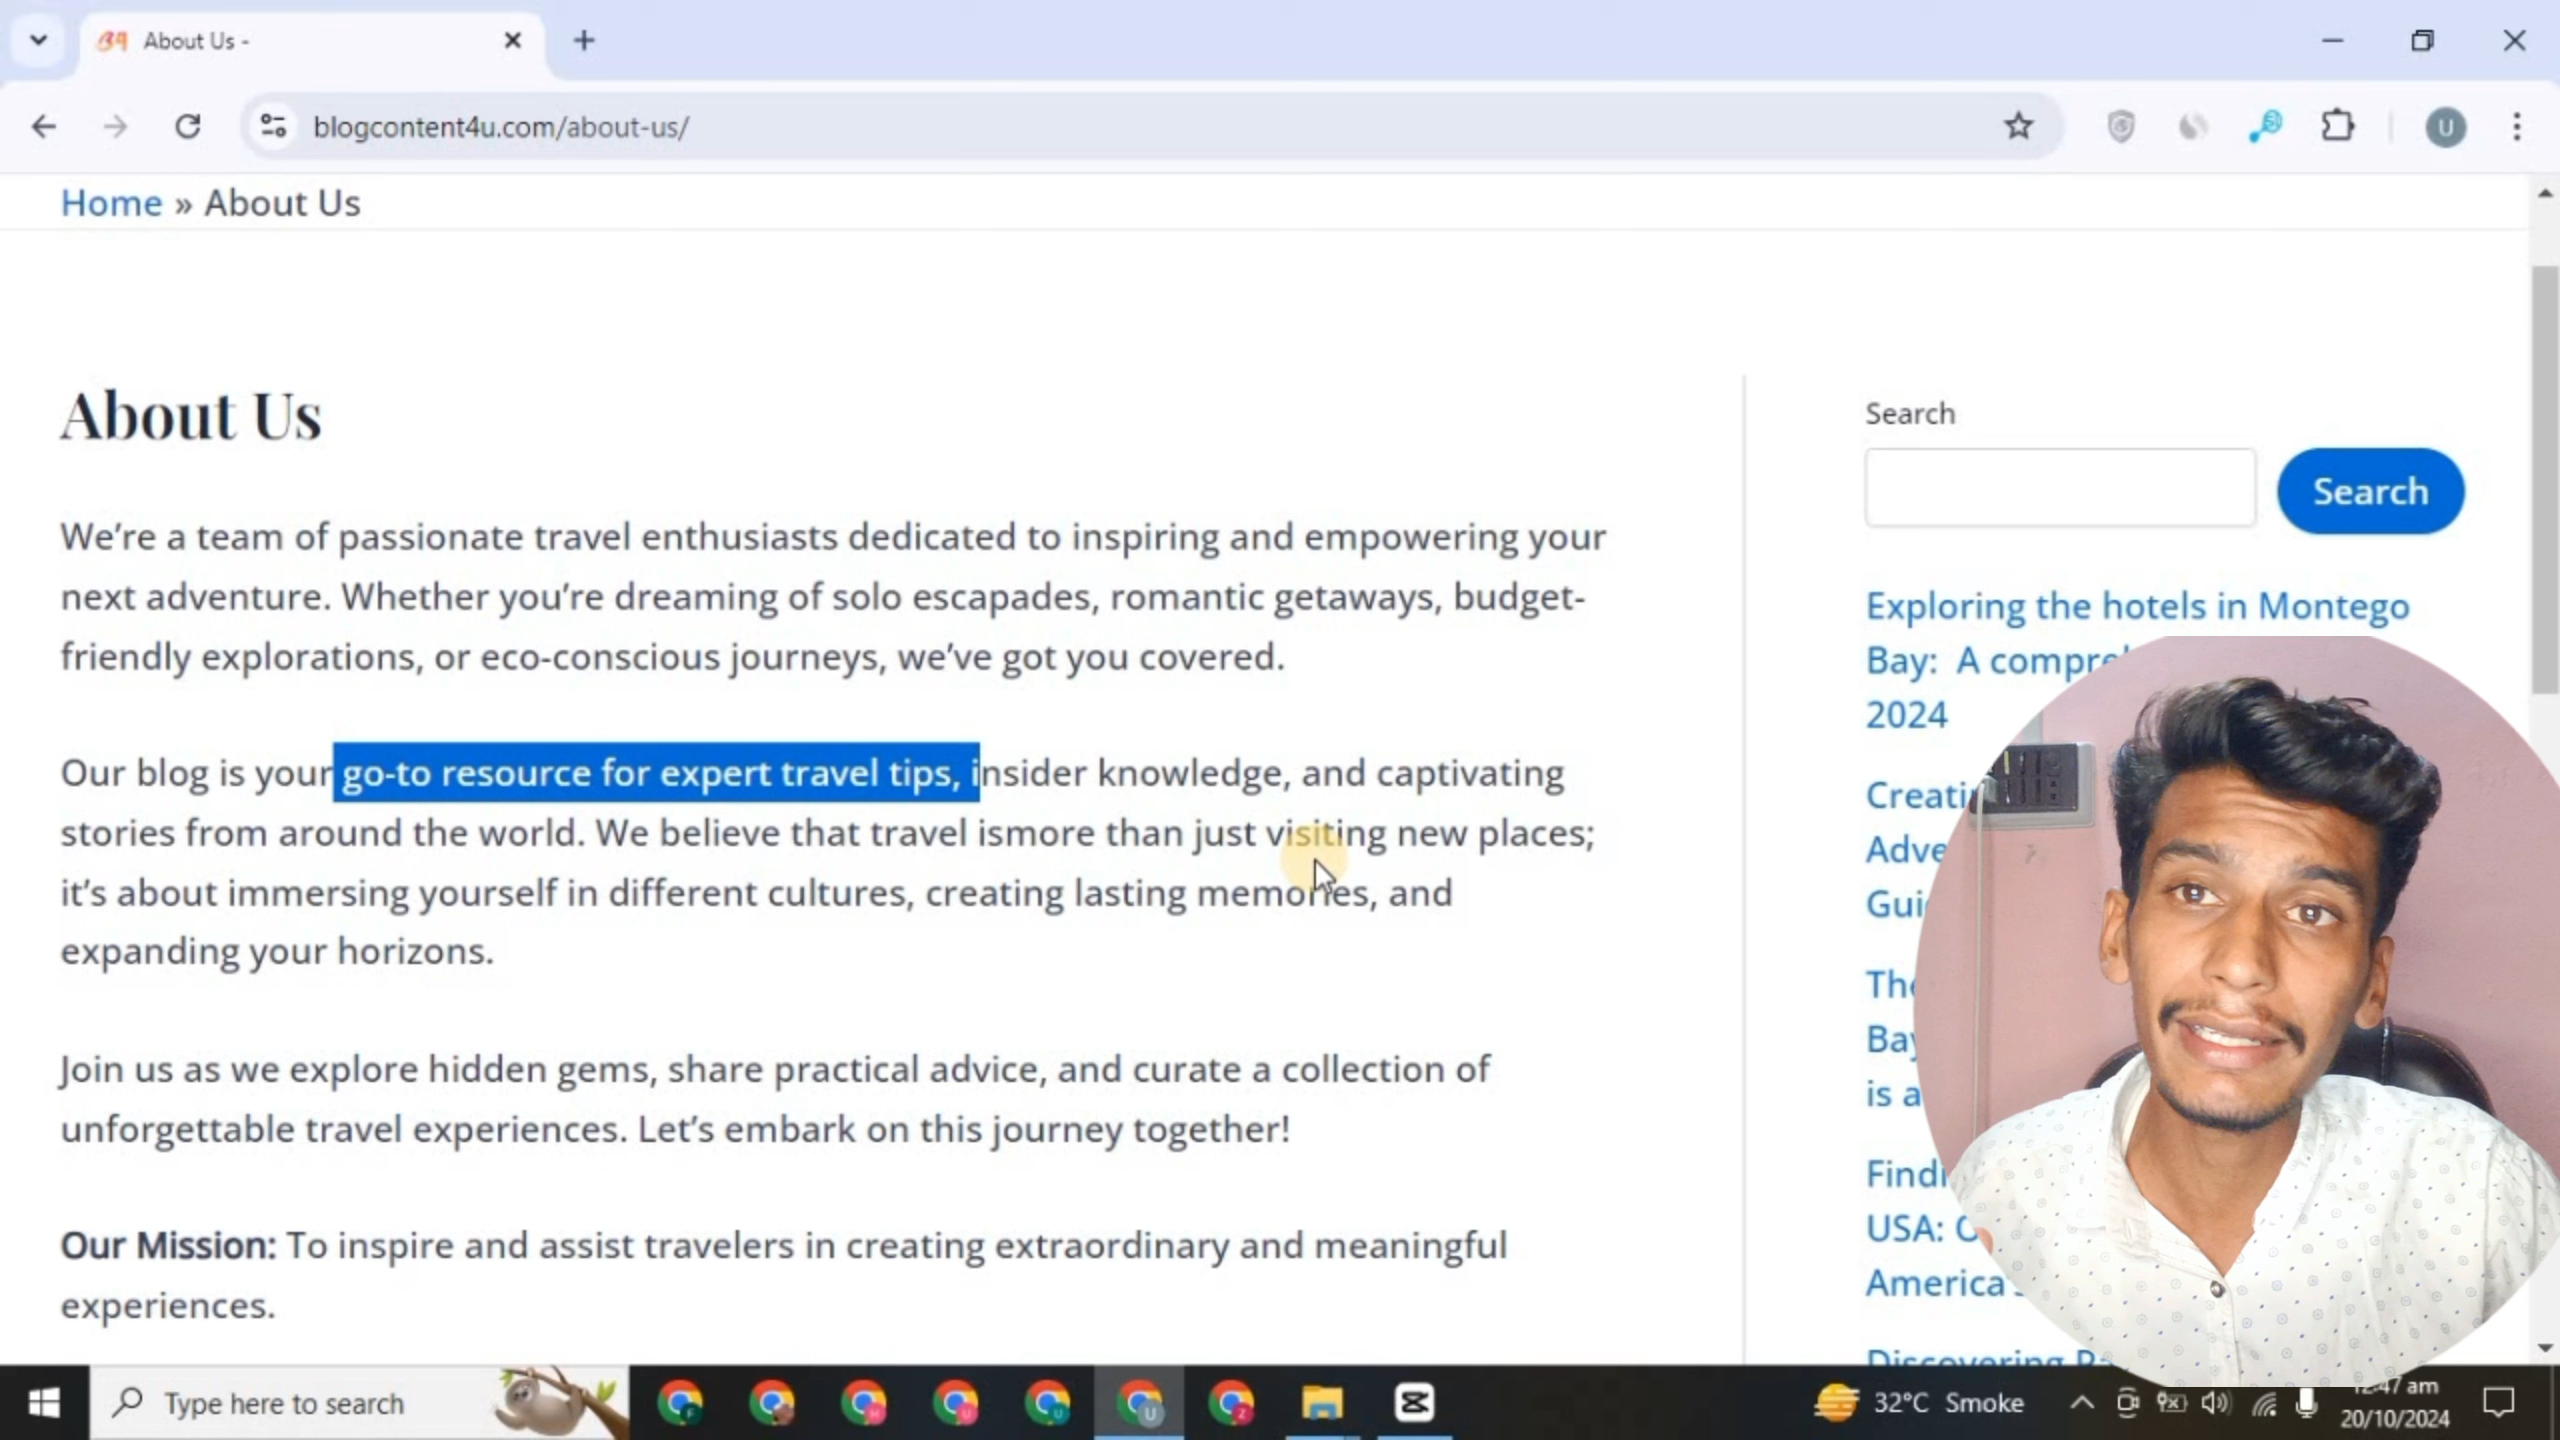 About Us -
blogcontent4u.com/about-us/
U
Home » About Us
About Us
We’re a team of passionate travel enthusiasts dedicated to inspiring and empowering your
next adventure. Whether you’re dreaming of solo escapades, romantic getaways, budget-
friendly explorations, or eco-conscious journeys, we’ve got you covered.
Our blog is your go-to resource for expert travel tips, insider knowledge, and captivating
stories from around the world. We believe that travel ismore than just visiting new places;
it’s about immersing yourself in different cultures, creating lasting memories, and
expanding your horizons.
Join us as we explore hidden gems, share practical advice, and curate a collection of
unforgettable travel experiences. Let’s embark on this journey together!
Our Mission: To inspire and assist travelers in creating extraordinary and meaningful
experiences.
Search
Search
Exploring the hotels in Montego
Bay: A
2024
is a
USA:
America
Type here to search
32°C Smoke
am
20/10/2024